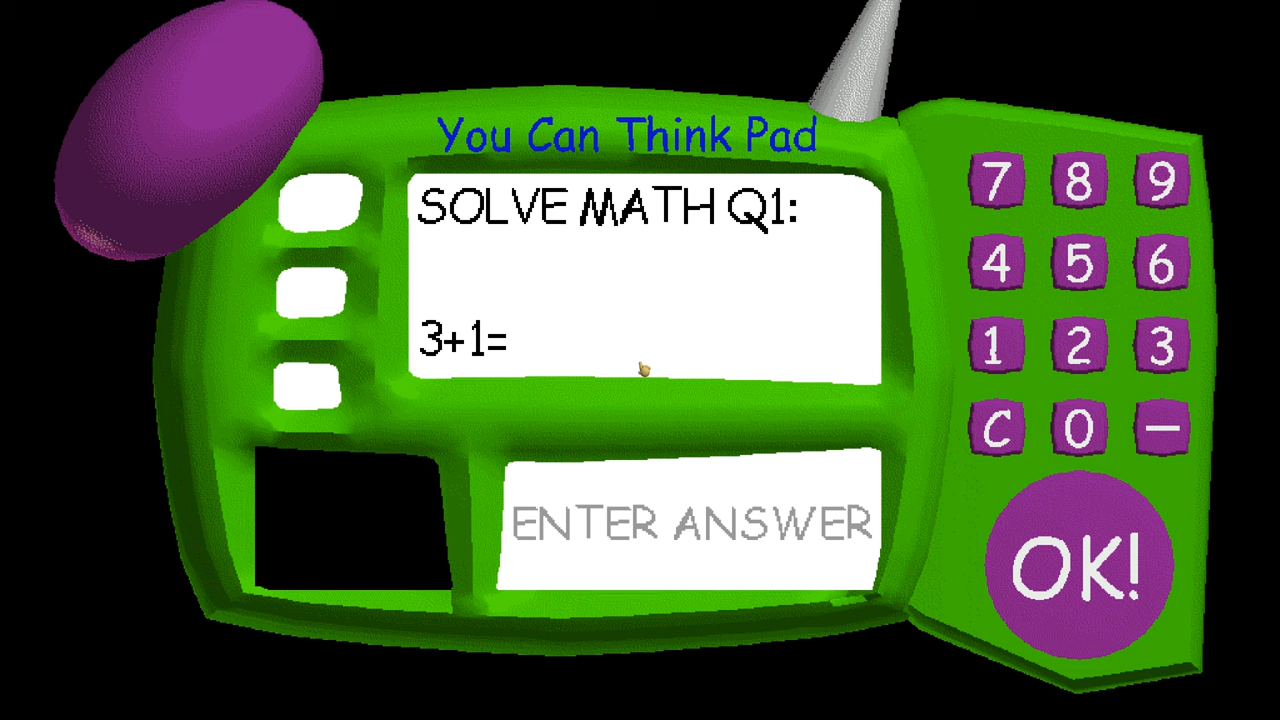 You Can Think Pad
SOLVE MATH Q1:
3+1=
ENTER ANSWER
7 8 9
4 5 6
1 2 3
C 0 –
OK!